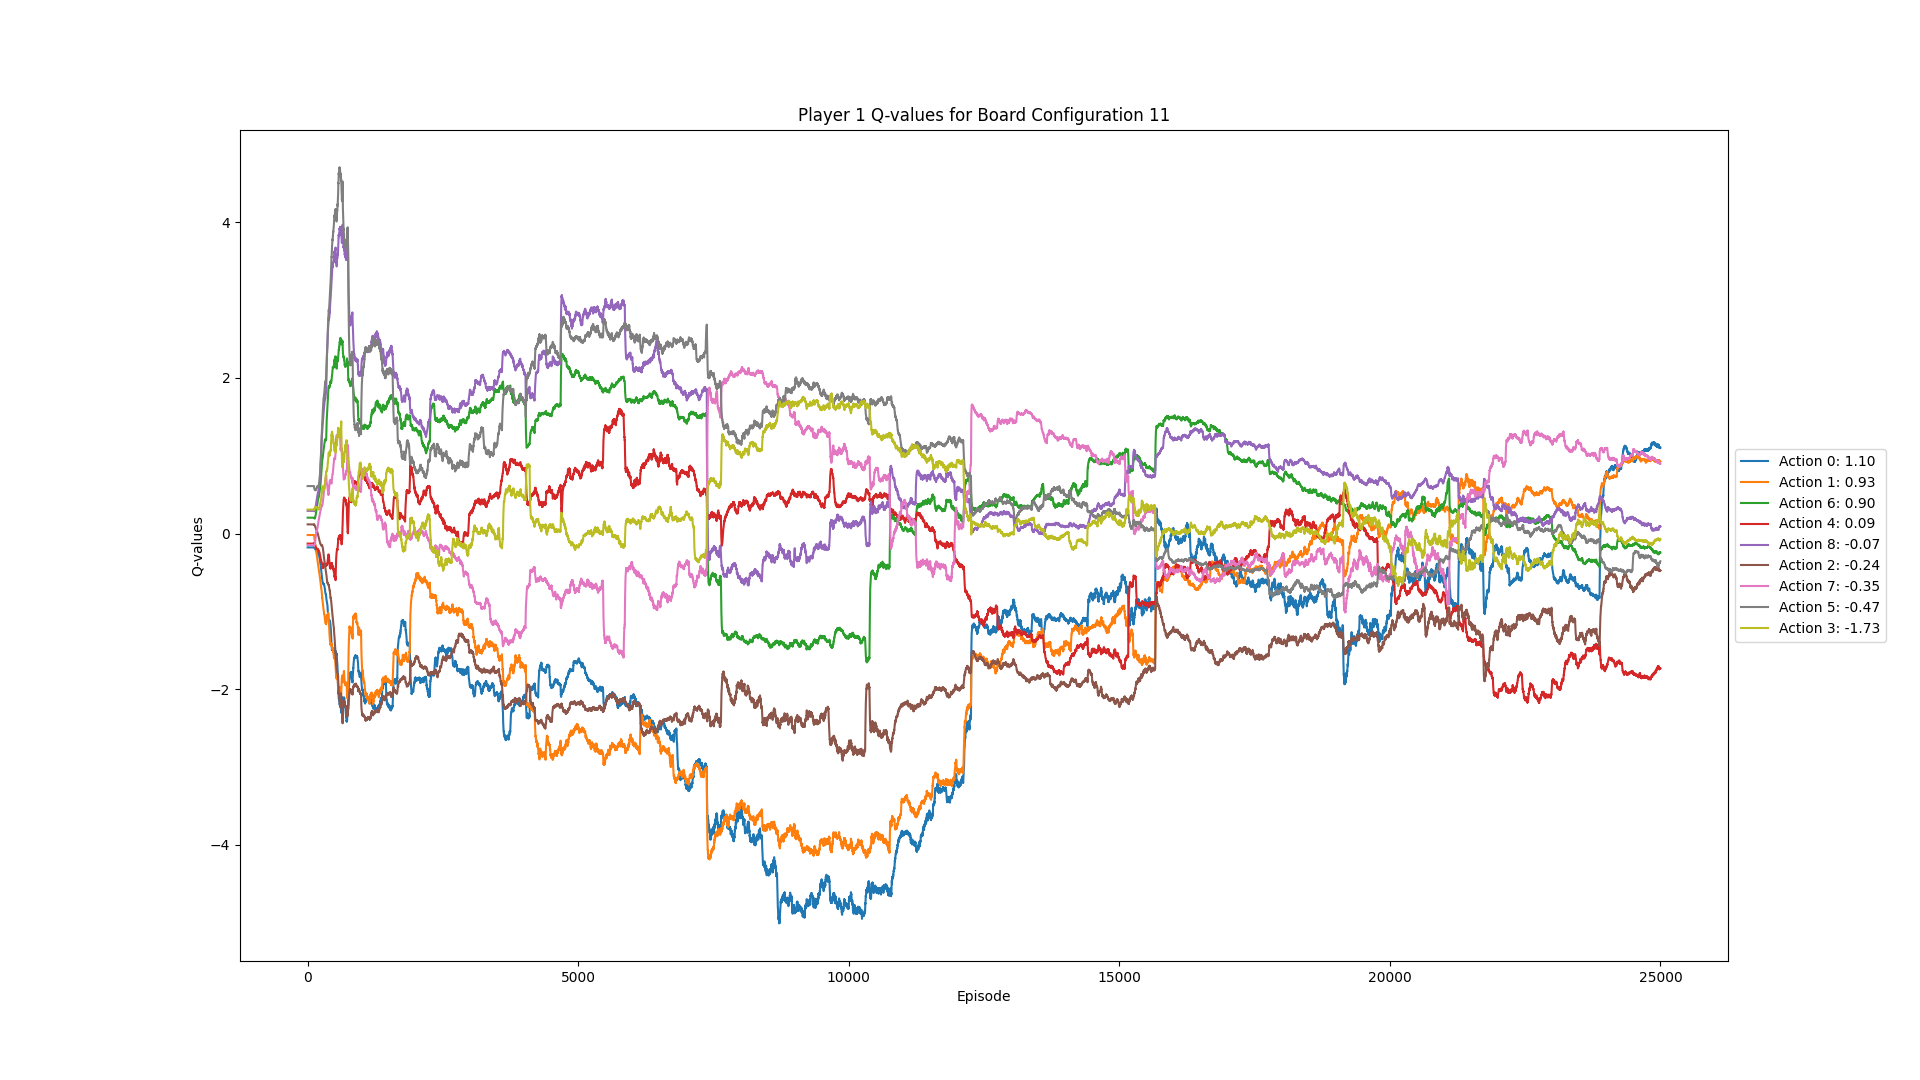 Player 1 Q-values for Board Configuration 11
4
2
0
−2
−4
Q-values
0
5000
10000
15000
20000
25000
Episode
Action 0: 1.10
Action 1: 0.93
Action 6: 0.90
Action 4: 0.09
Action 8: -0.07
Action 2: -0.24
Action 7: -0.35
Action 5: -0.47
Action 3: -1.73